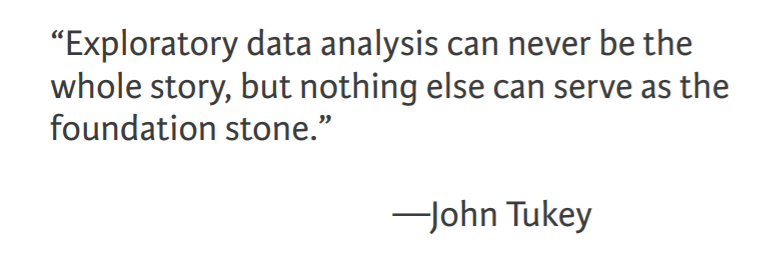 “Exploratory data analysis can never be the
whole story, but nothing else can serve as the
foundation stone.”
—John Tukey